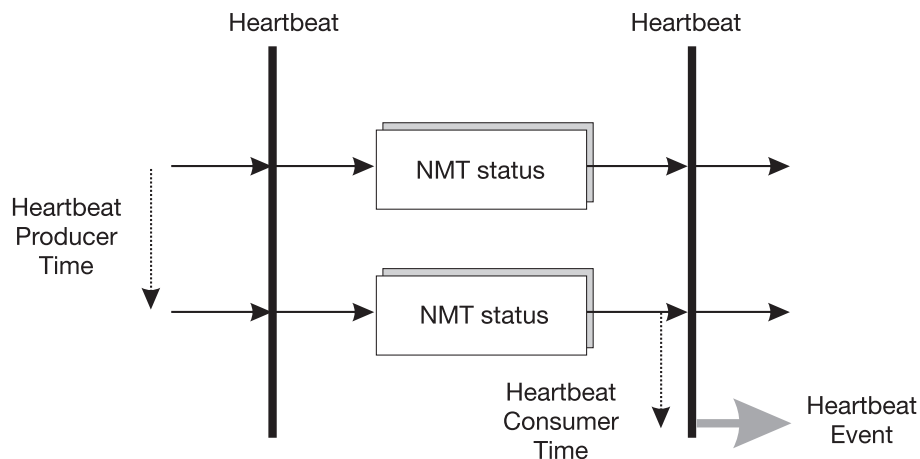 Heartbeat
Heartbeat
NMT status
Heartbeat
Producer
Time
NMT status
Heartbeat
Consumer
Time
Heartbeat
Event